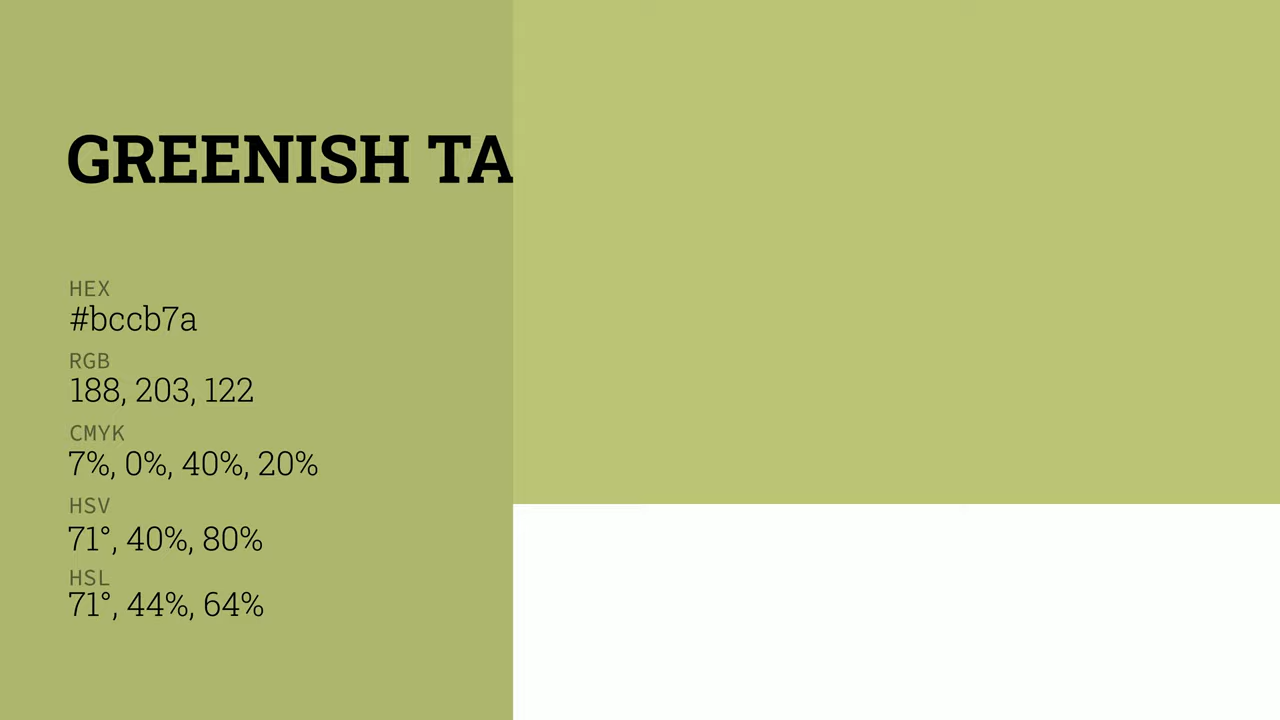 GREENISH TA
HEX
#bccb7a
RGB
188, 203, 122
CMYK
7%, 0%, 40%, 20%
HSV
71°, 40%, 80%
HSL
71°, 44%, 64%